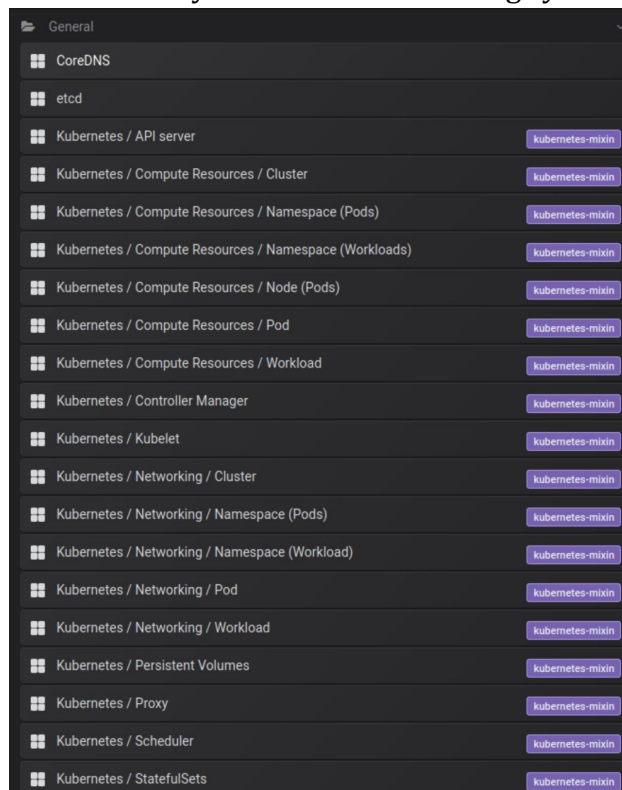 General
CoreDNS
etcd
Kubernetes / API server kubernetes-mixin
Kubernetes / Compute Resources / Cluster kubernetes-mixin
Kubernetes / Compute Resources / Namespace (Pods) kubernetes-mixin
Kubernetes / Compute Resources / Namespace (Workloads) kubernetes-mixin
Kubernetes / Compute Resources / Node (Pods) kubernetes-mixin
Kubernetes / Compute Resources / Pod kubernetes-mixin
Kubernetes / Compute Resources / Workload kubernetes-mixin
Kubernetes / Controller Manager kubernetes-mixin
Kubernetes / Kubelet kubernetes-mixin
Kubernetes / Networking / Cluster kubernetes-mixin
Kubernetes / Networking / Namespace (Pods) kubernetes-mixin
Kubernetes / Networking / Namespace (Workload) kubernetes-mixin
Kubernetes / Networking / Pod kubernetes-mixin
Kubernetes / Networking / Workload kubernetes-mixin
Kubernetes / Persistent Volumes kubernetes-mixin
Kubernetes / Proxy kubernetes-mixin
Kubernetes / Scheduler kubernetes-mixin
Kubernetes / StatefulSets kubernetes-mixin